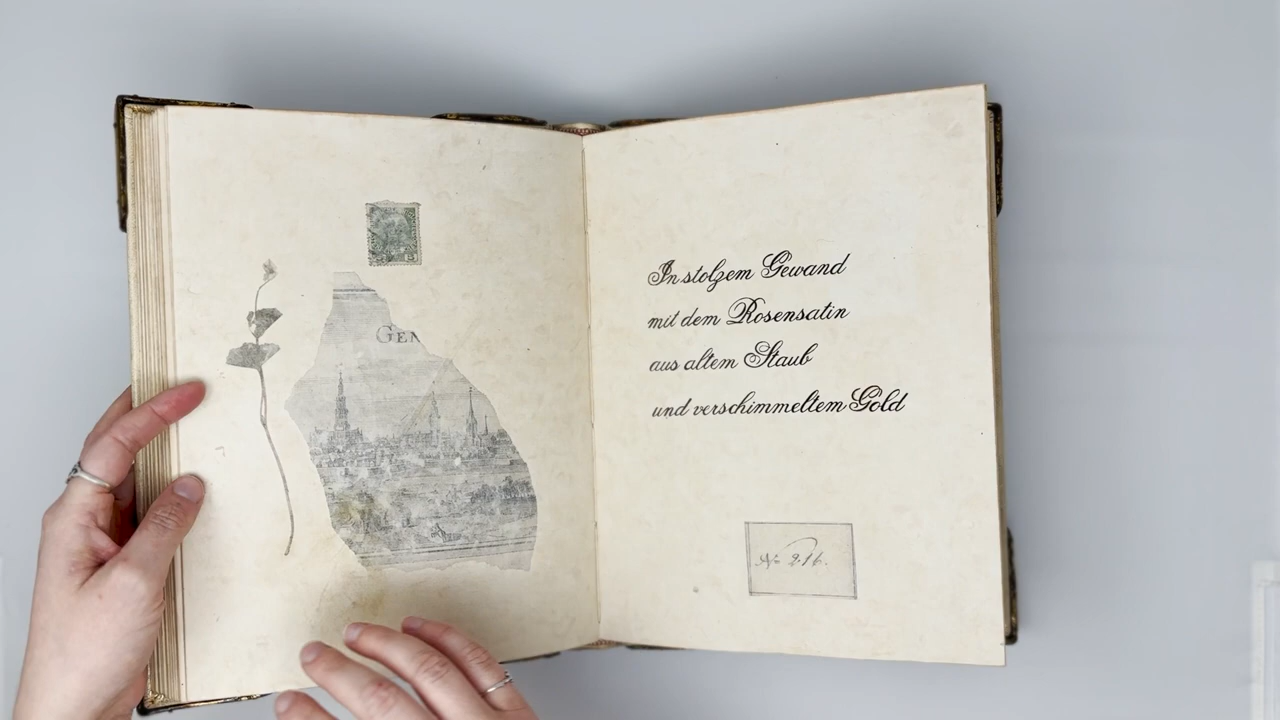 GEN
In stolzem Gewand
mit dem Rosensatin
aus altem Staub
und verschimmeltem Gold
No 216.